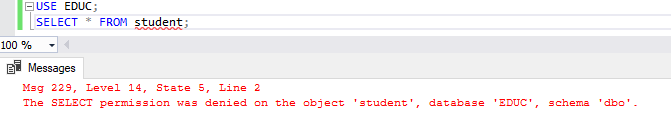 USE EDUC;
SELECT * FROM student;
100 %
Messages
Msg 229, Level 14, State 5, Line 2
The SELECT permission was denied on the object 'student', database 'EDUC', schema 'dbo'.